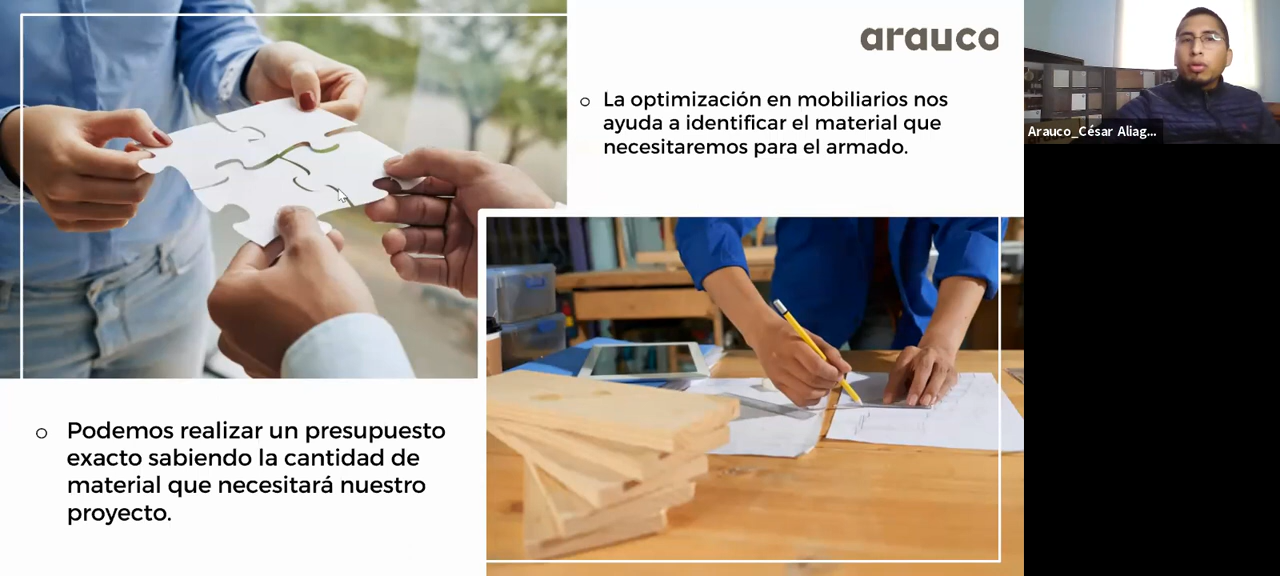 arauco
La optimización en mobiliarios nos
ayuda a identificar el material que
necesitaremos para el armado.
Arauco_César Aliag...
Podemos realizar un presupuesto
exacto sabiendo la cantidad de
material que necesitará nuestro
proyecto.